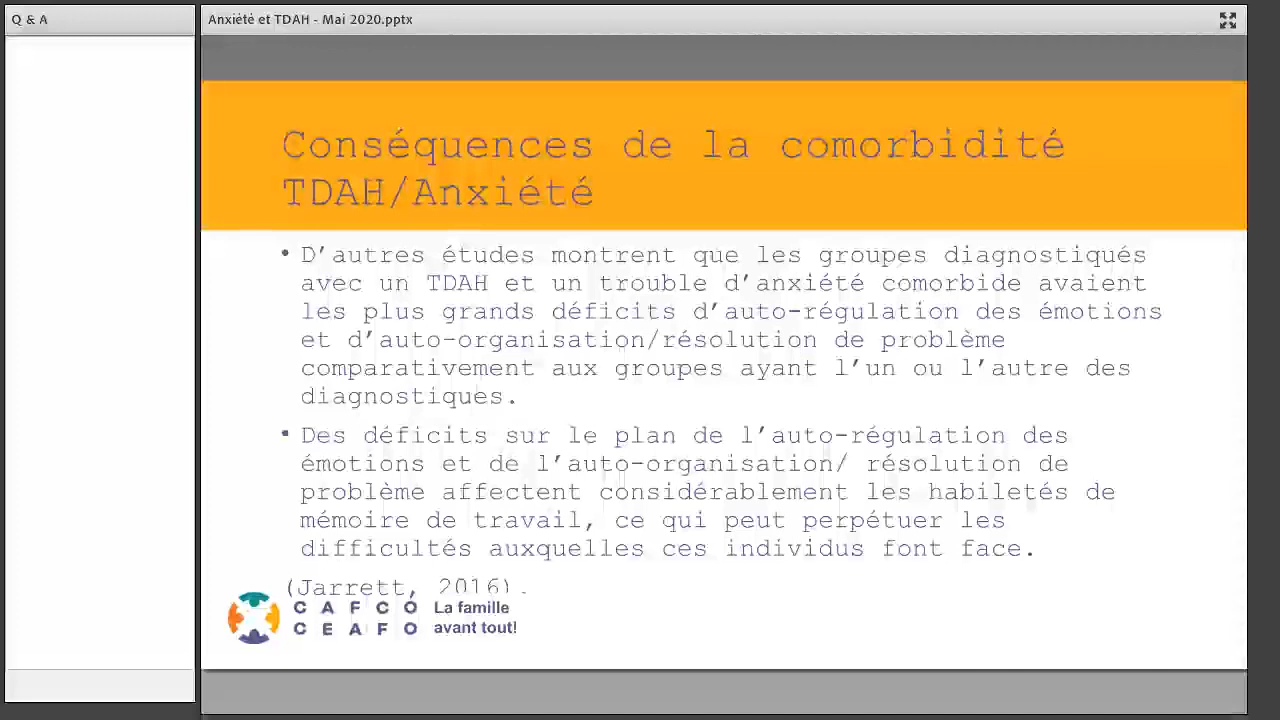 Q & A
Anxiété et TDAH - Mai 2020.pptx
Conséquences de la comorbidité
TDAH/Anxiété
• D’autres études montrent que les groupes diagnostiqués
avec un TDAH et un trouble d’anxiété comorbide avaient
les plus grands déficits d’auto-régulation des émotions
et d’auto-organisation/résolution de problème
comparativement aux groupes ayant l’un ou l’autre des
diagnostiques.
• Des déficits sur le plan de l’auto-régulation des
émotions et de l’auto-organisation/ résolution de
problème affectent considérablement les habiletés de
mémoire de travail, ce qui peut perpétuer les
difficultés auxquelles ces individus font face.
(Jarrett, 2016).
CAFCO La famille
CEAFO avant tout!